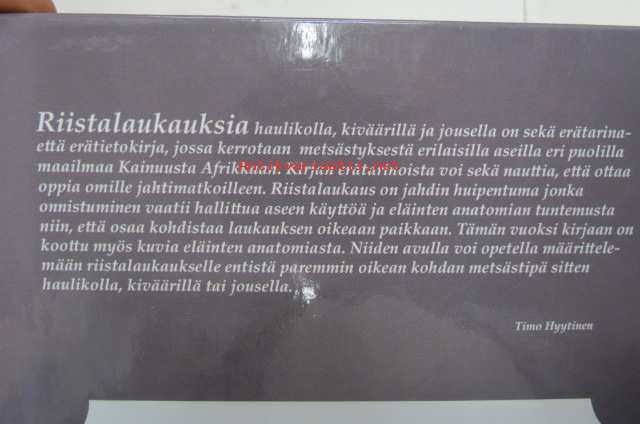 Riistalaukauksia haulikolla, kiväärillä ja jousella on sekä erätarina-
että erätietokirja, jossa kerrotaan metsästyksestä erilaisilla aseilla eri puolilla
maailmaa Kainuusta Afrikkaan. Kirjan erätarinoista voi sekä nauttia, että ottaa
oppia omille jahtimatkoilleen. Riistalaukaus on jahdin huipentuma jonka
onnistuminen vaatii hallittua aseen käyttöä ja eläinten anatomian tuntemusta
niin, että osaa kohdistaa laukauksen oikeaan paikkaan. Tämän vuoksi kirjaan on
koottu myös kuvia eläinten anatomiasta. Niiden avulla voi opetella määrittele-
mään riistalaukaukselle entistä paremmin oikean kohdan metsästipä sitten
haulikolla, kiväärillä tai jousella.
Timo Hyytinen